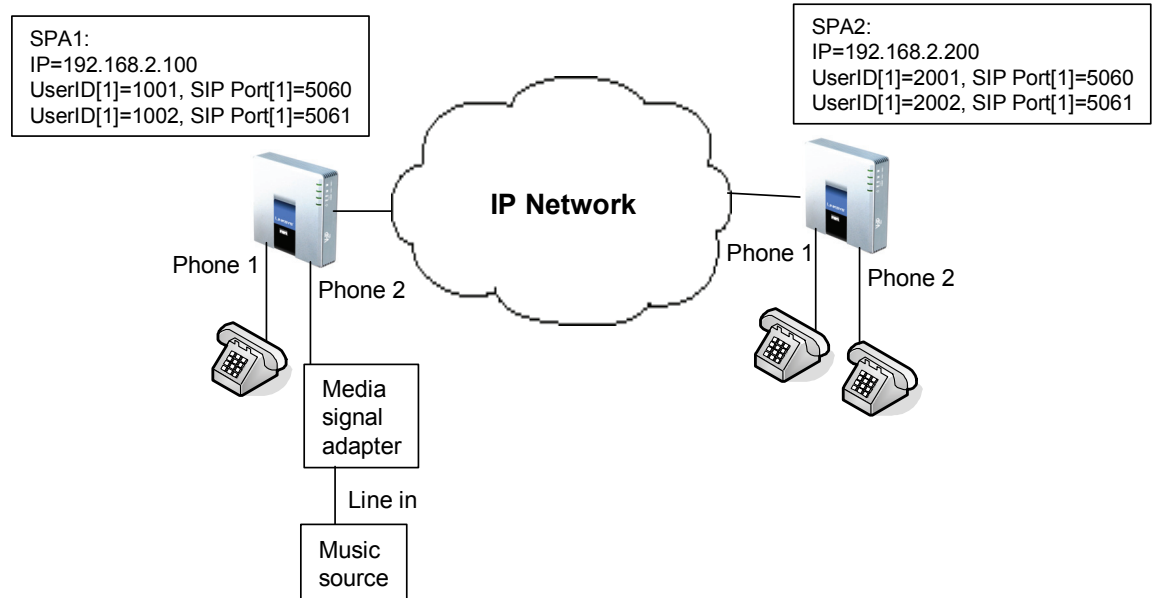 SPA1:
IP=192.168.2.100
UserID[1]=1001, SIP Port[1]=5060
UserID[1]=1002, SIP Port[1]=5061
SPA2:
IP=192.168.2.200
UserID[1]=2001, SIP Port[1]=5060
UserID[1]=2002, SIP Port[1]=5061
IP Network
Phone 1
Phone 2
Phone 1
Phone 2
Media
signal
adapter
Line in
Music
source